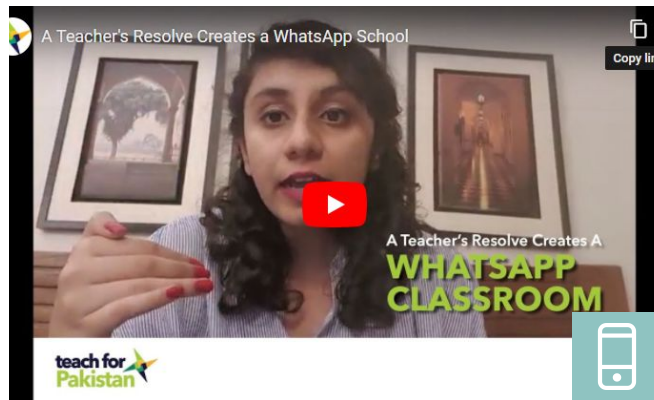 A Teacher's Resolve Creates a WhatsApp School
Copy lin
A Teacher's Resolve Creates A
WHATSAPP
CLASSROOM
teach for
Pakistan